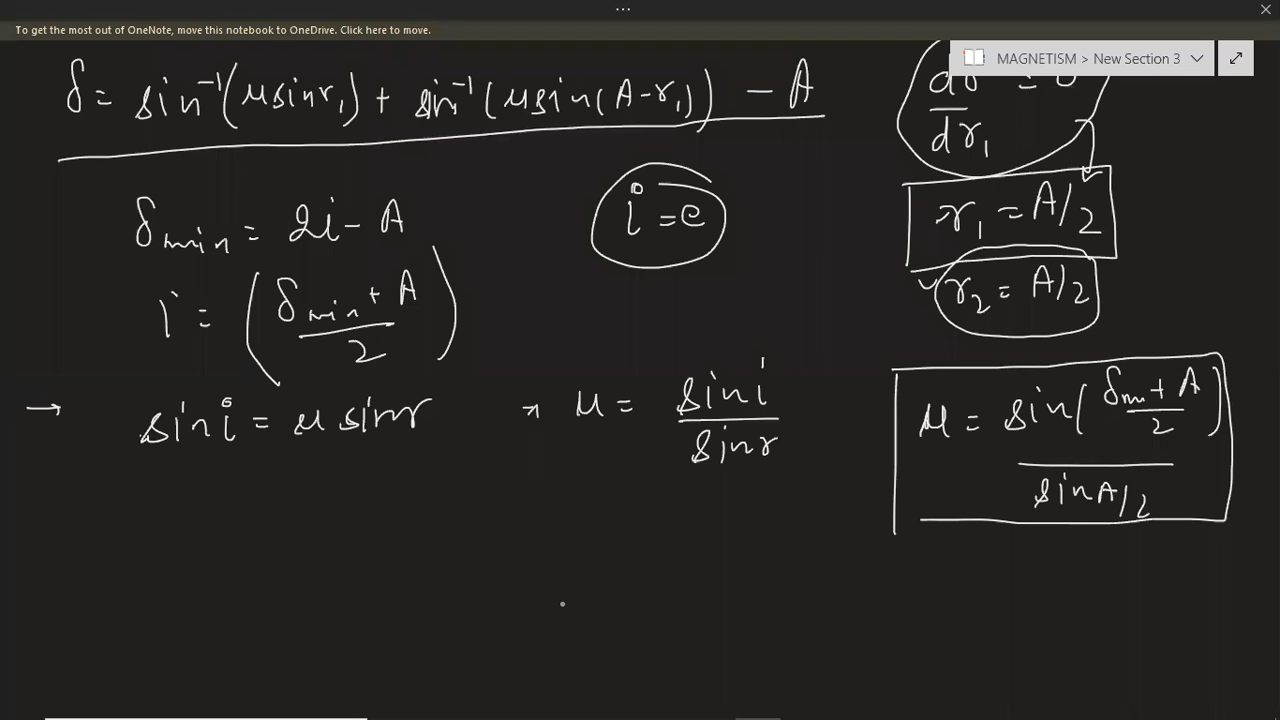 To get the most out of OneNote, move this notebook to OneDrive. Click here to move.
MAGNETISM > New Section 3
δ = sin⁻¹(μ sin r₁) + sin⁻¹(μ sin(A - r₁)) - A
dδ/dr₁ = 0
r₁ = A/2
δmin = 2i - A
i = e
r₂ = A/2
i = (δmin + A / 2)
→ sin i = μ sin r
→ μ = sin i / sin r
μ = sin(δm + A / 2) / sin A/2